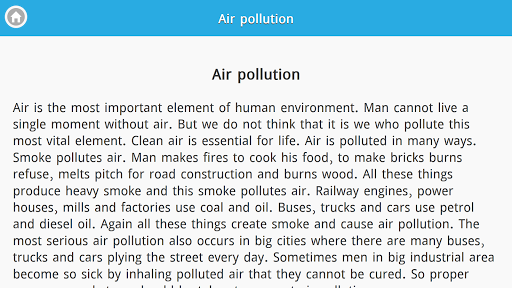 Air pollution
Air pollution
Air is the most important element of human environment. Man cannot live a
single moment without air. But we do not think that it is we who pollute this
most vital element. Clean air is essential for life. Air is polluted in many ways.
Smoke pollutes air. Man makes fires to cook his food, to make bricks burns
refuse, melts pitch for road construction and burns wood. All these things
produce heavy smoke and this smoke pollutes air. Railway engines, power
houses, mills and factories use coal and oil. Buses, trucks and cars use petrol
and diesel oil. Again all these things create smoke and cause air pollution. The
most serious air pollution also occurs in big cities where there are many buses,
trucks and cars plying the street every day. Sometimes men in big industrial area
become so sick by inhaling polluted air that they cannot be cured. So proper